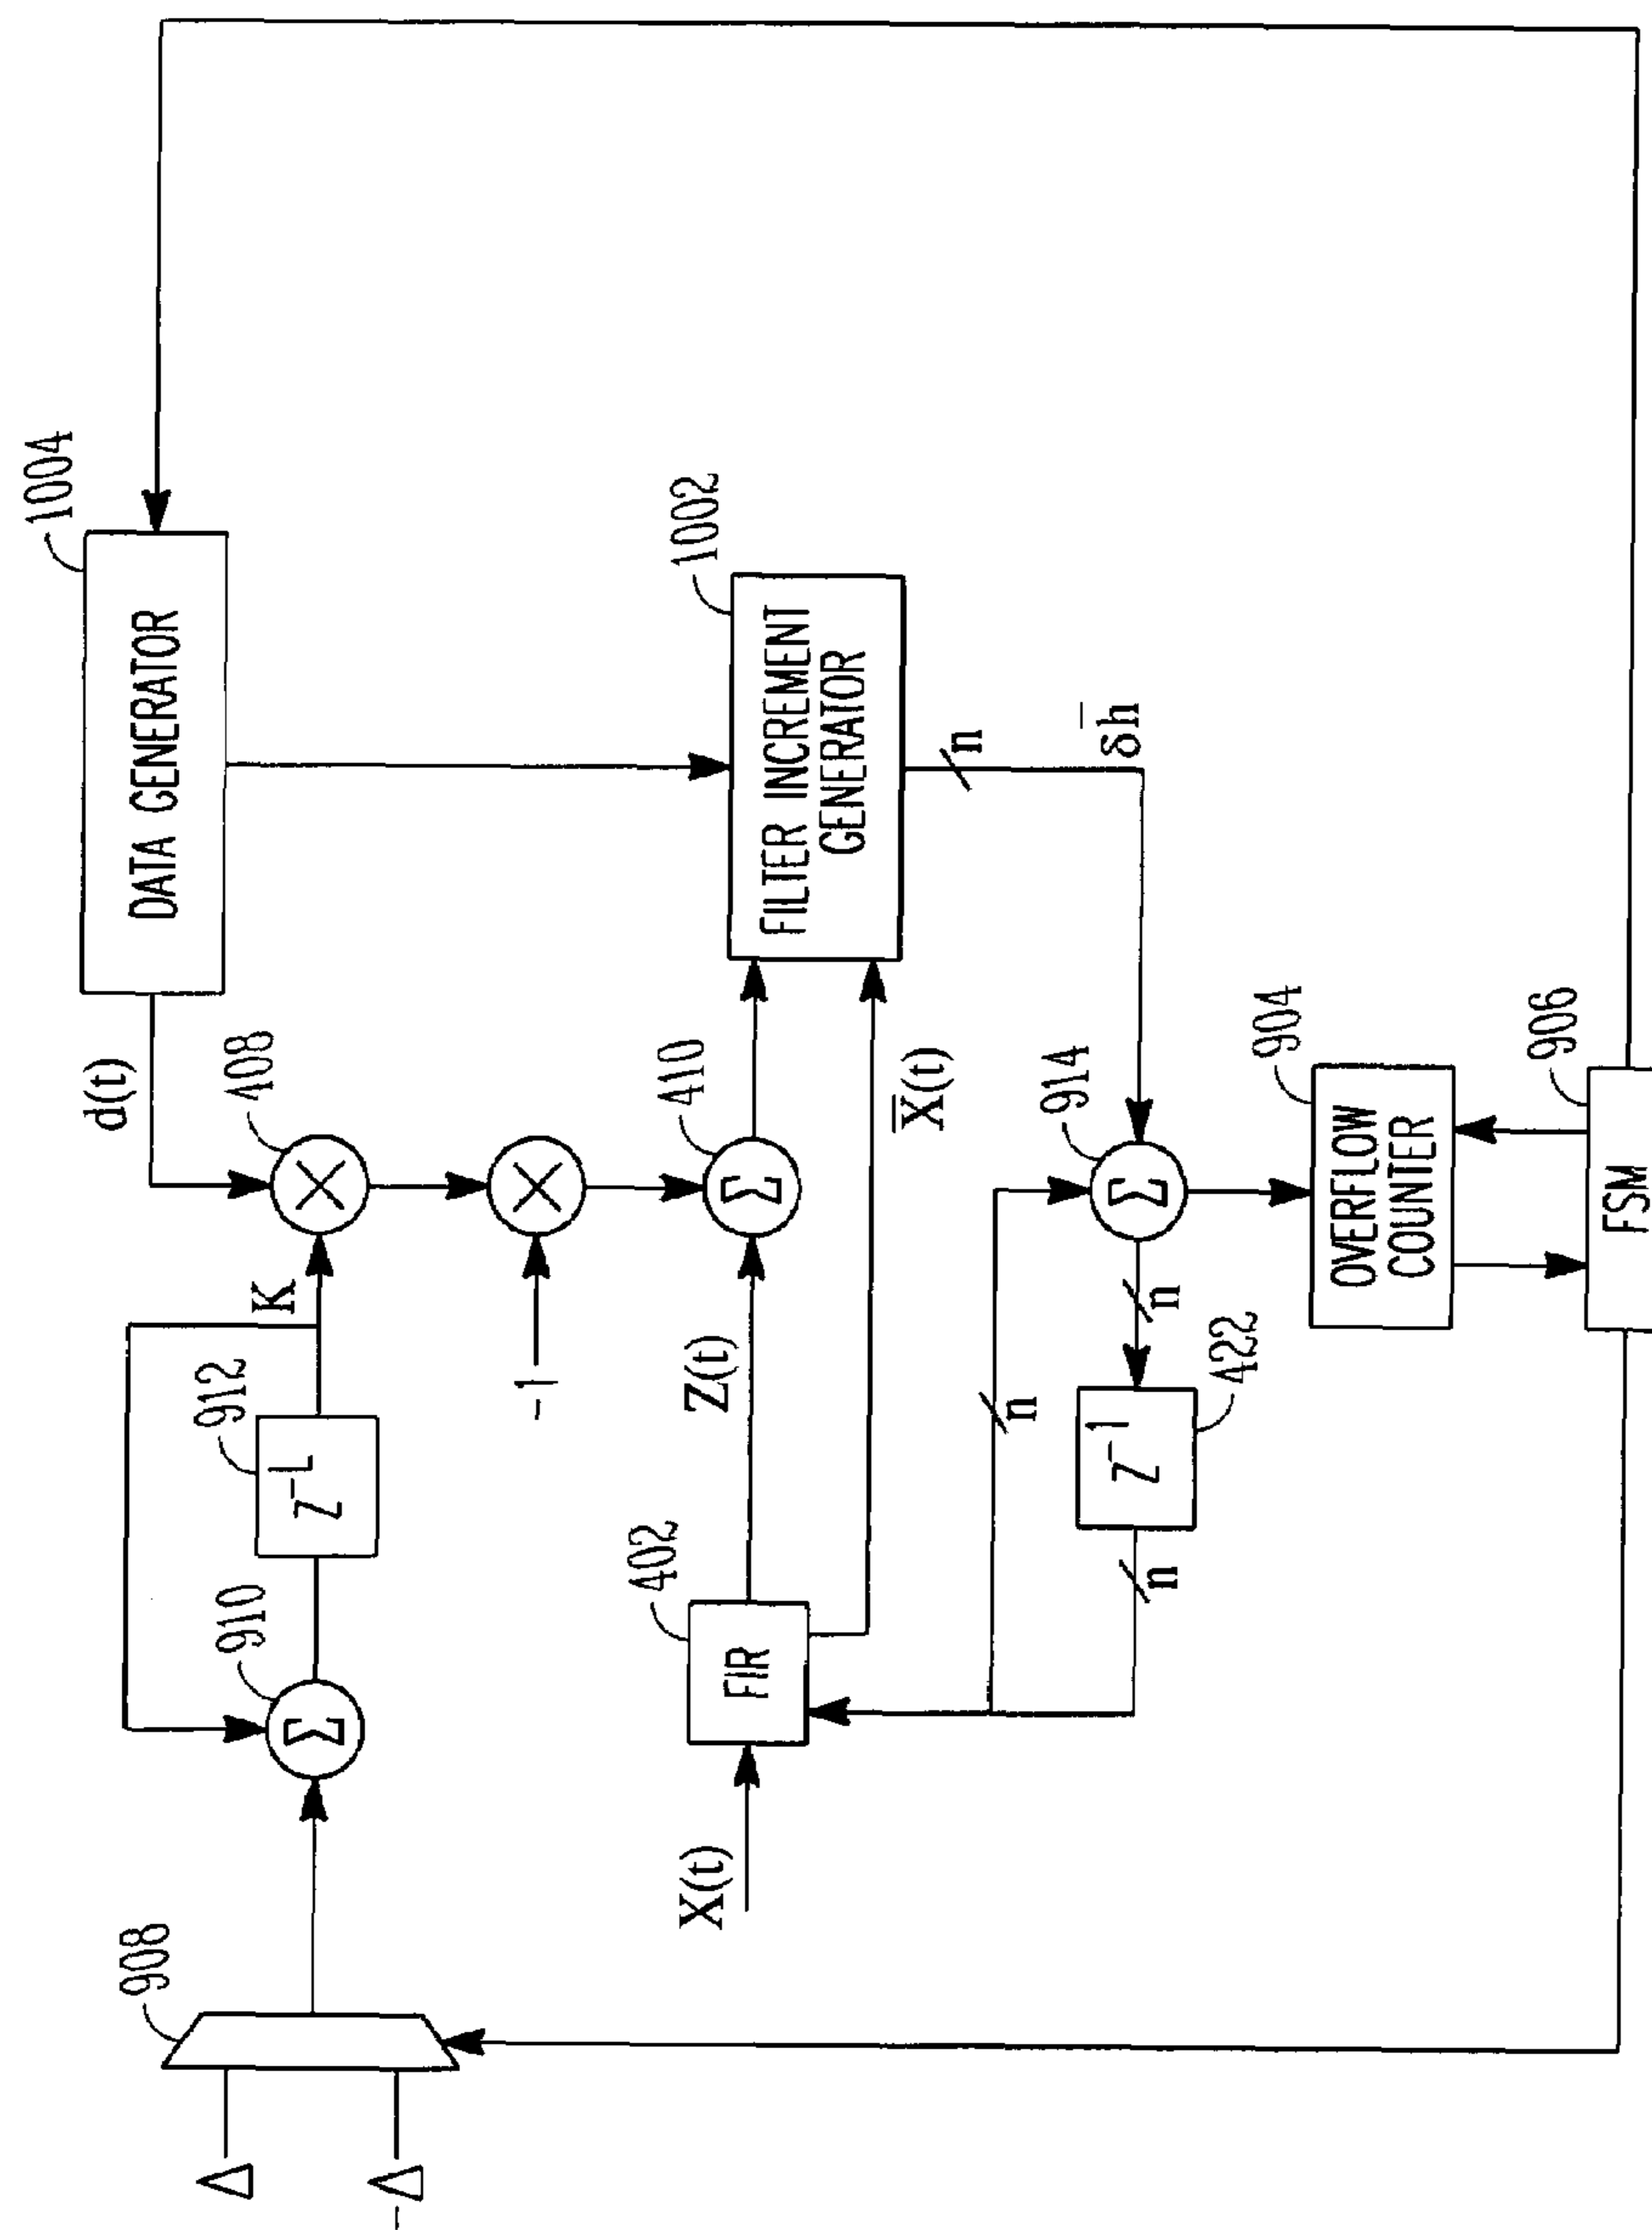 Δ
-Δ
908
910
Σ
912
Z⁻ᴸ
K
d(t)
408
×
-1
×
DATA GENERATOR
1004
X(t)
402
FIR
Z(t)
410
Σ
X̅(t)
FILTER INCREMENT
GENERATOR
1002
n
δh̅
n
n
Z⁻¹
422
n
914
Σ
OVERFLOW
COUNTER
904
FSM
906